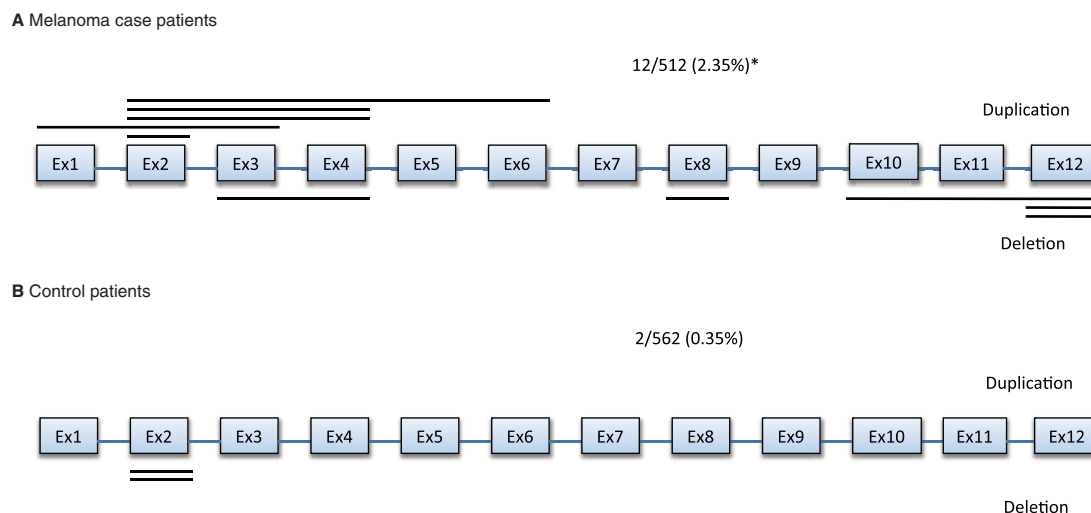 A Melanoma case patients
12/512 (2.35%)*
Duplication
Ex1 Ex2 Ex3 Ex4 Ex5 Ex6 Ex7 Ex8 Ex9 Ex10 Ex11 Ex12
Deletion
B Control patients
2/562 (0.35%)
Duplication
Ex1 Ex2 Ex3 Ex4 Ex5 Ex6 Ex7 Ex8 Ex9 Ex10 Ex11 Ex12
Deletion